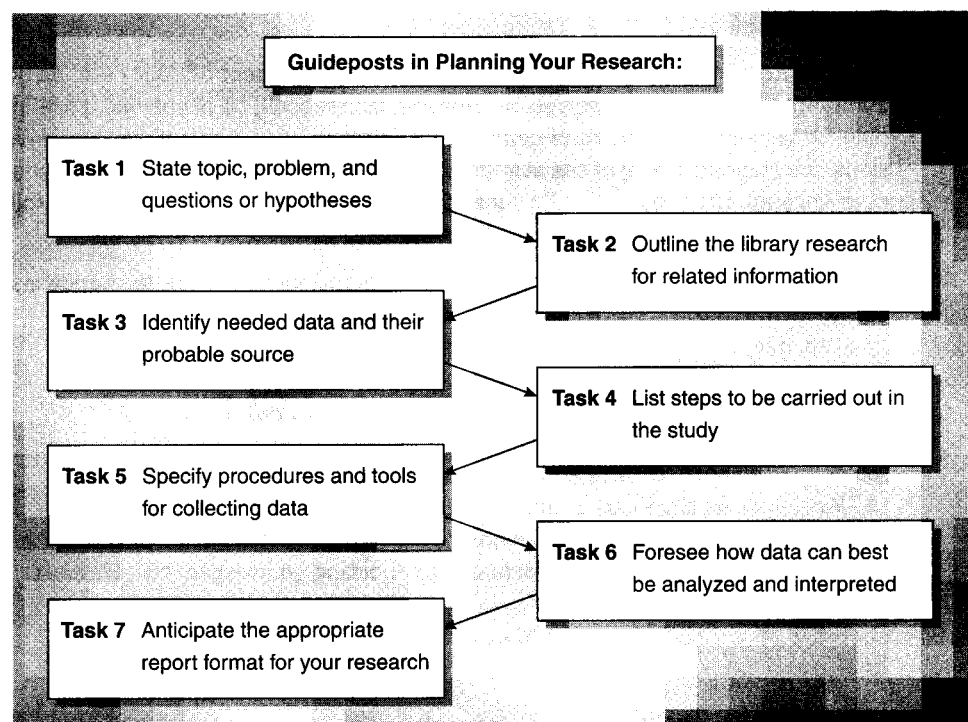 Guideposts in Planning Your Research:
Task 1 State topic, problem, and
questions or hypotheses
Task 2 Outline the library research
for related information
Task 3 Identify needed data and their
probable source
Task 4 List steps to be carried out in
the study
Task 5 Specify procedures and tools
for collecting data
Task 6 Foresee how data can best
be analyzed and interpreted
Task 7 Anticipate the appropriate
report format for your research